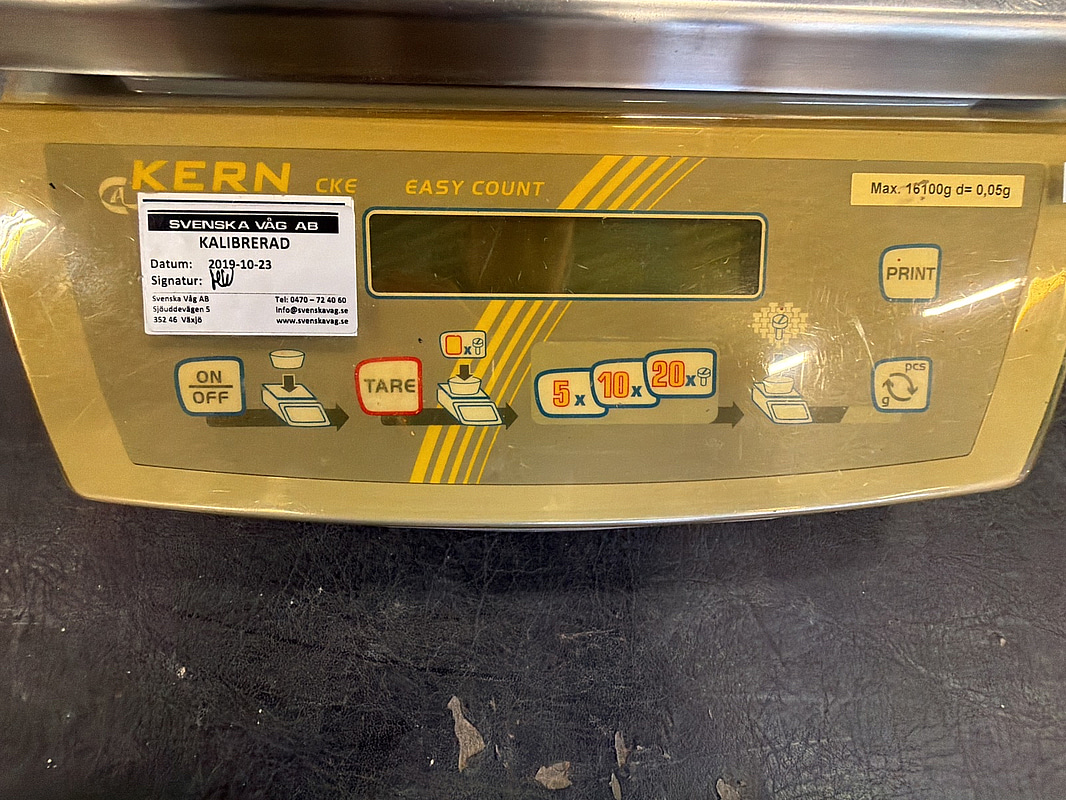 KERN CKE EASY COUNT
Max. 16100g d= 0,05g
SVENSKA VÅG AB
KALIBRERAD
Datum: 2019-10-23
Signatur:
Svenska Våg AB Tel: 0470 – 72 40 60
Sjöuddevägen 5 info@svenskavag.se
352 46 Växjö www.svenskavag.se
PRINT
ON
OFF
0x
TARE
5 x 10x 20x
pcs
g